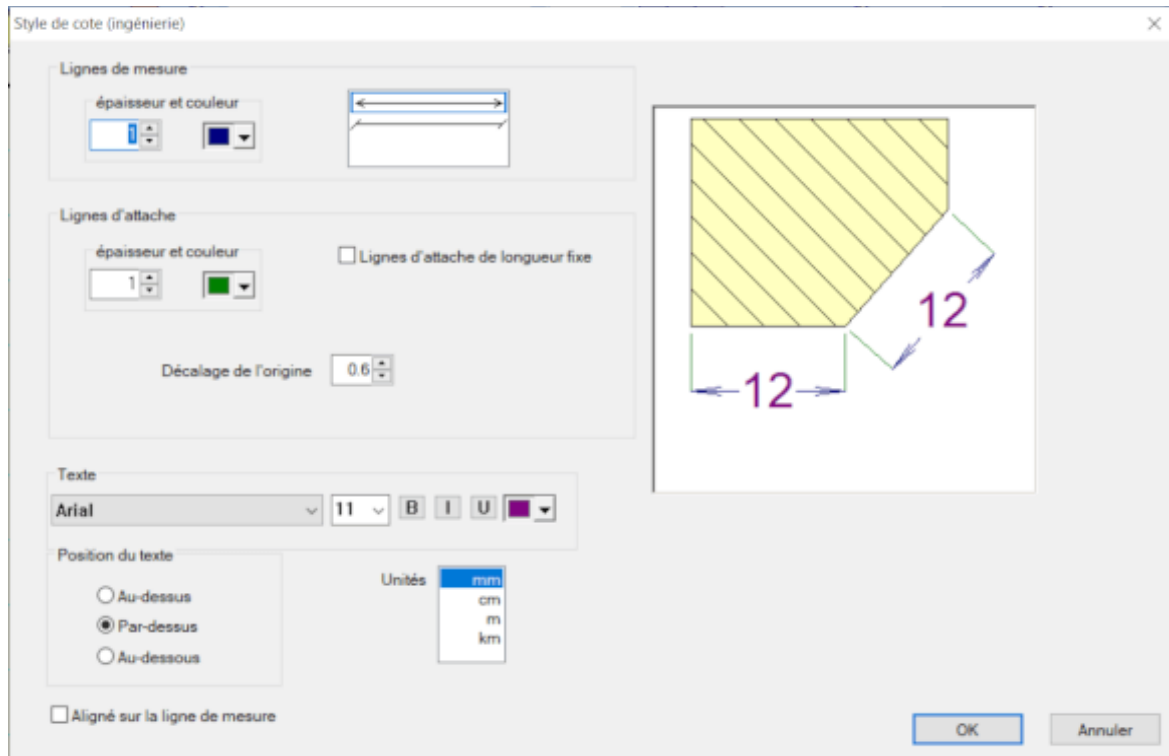 Style de cote (ingénierie)
Lignes de mesure
épaisseur et couleur
1
Lignes d'attache
épaisseur et couleur
1
Lignes d'attache de longueur fixe
Décalage de l'origine 0.6
12
12
Texte
Arial 11 B I U
Position du texte
Au-dessus
Par-dessus
Au-dessous
Unités mm
cm
m
km
Aligné sur la ligne de mesure
OK Annuler